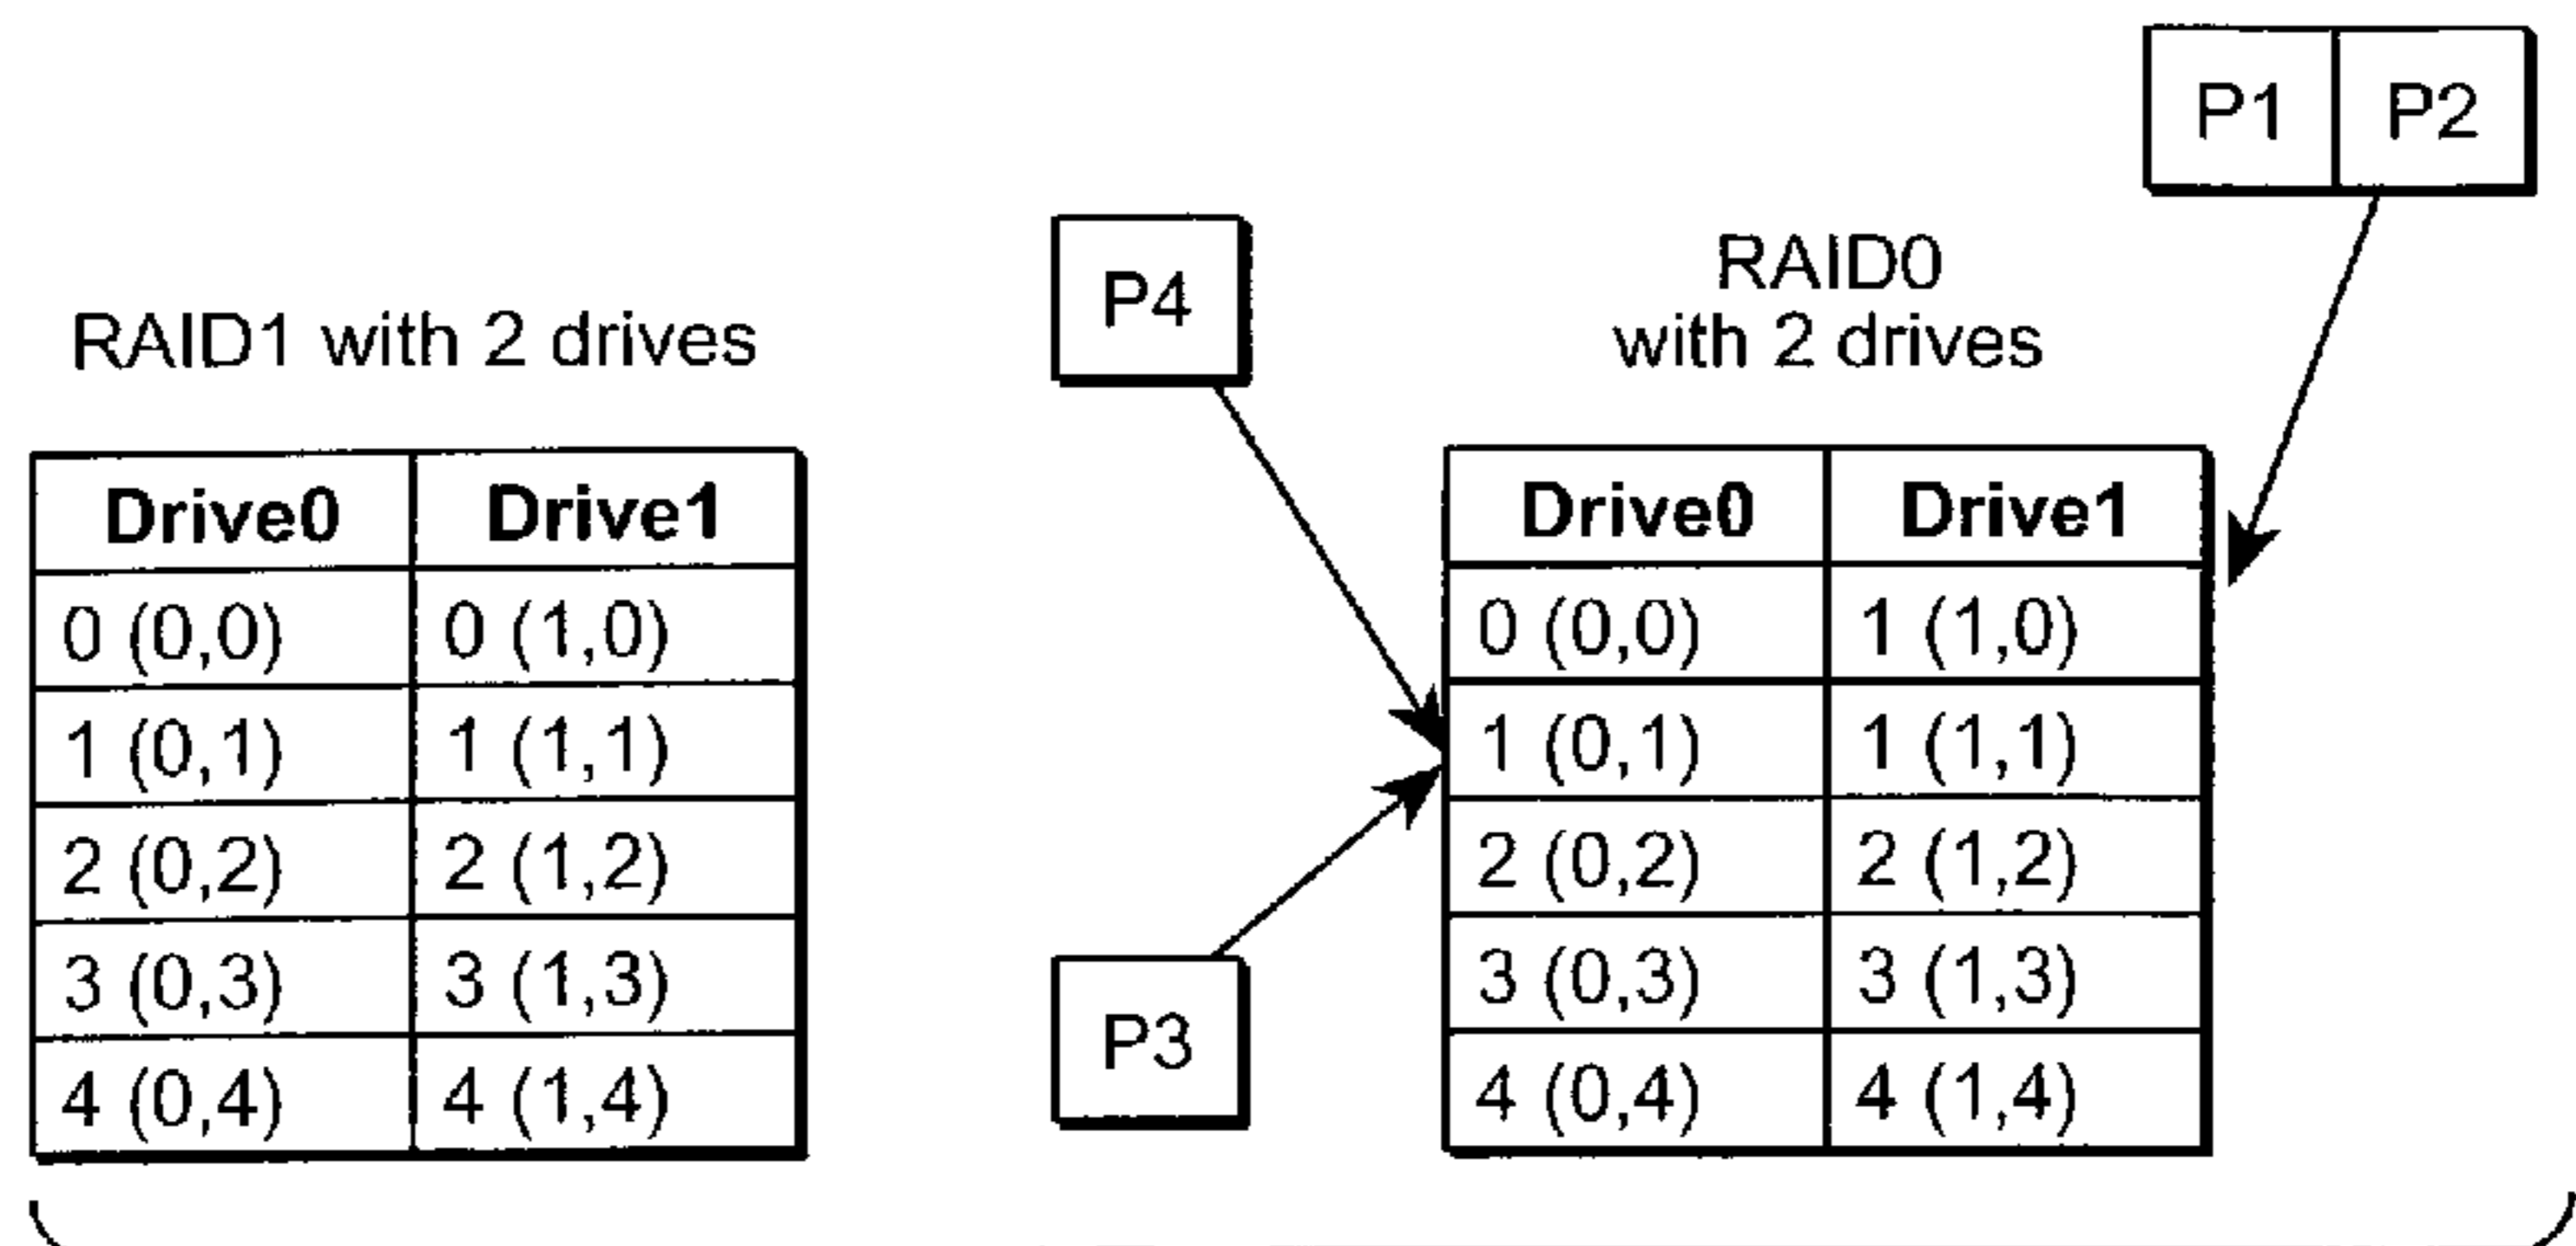 P1 P2
P4
RAID1 with 2 drives
RAID0
with 2 drives
Drive0 Drive1
0 (0,0) 0 (1,0)
1 (0,1) 1 (1,1)
2 (0,2) 2 (1,2)
3 (0,3) 3 (1,3)
4 (0,4) 4 (1,4)
Drive0 Drive1
0 (0,0) 1 (1,0)
1 (0,1) 1 (1,1)
2 (0,2) 2 (1,2)
3 (0,3) 3 (1,3)
4 (0,4) 4 (1,4)
P3